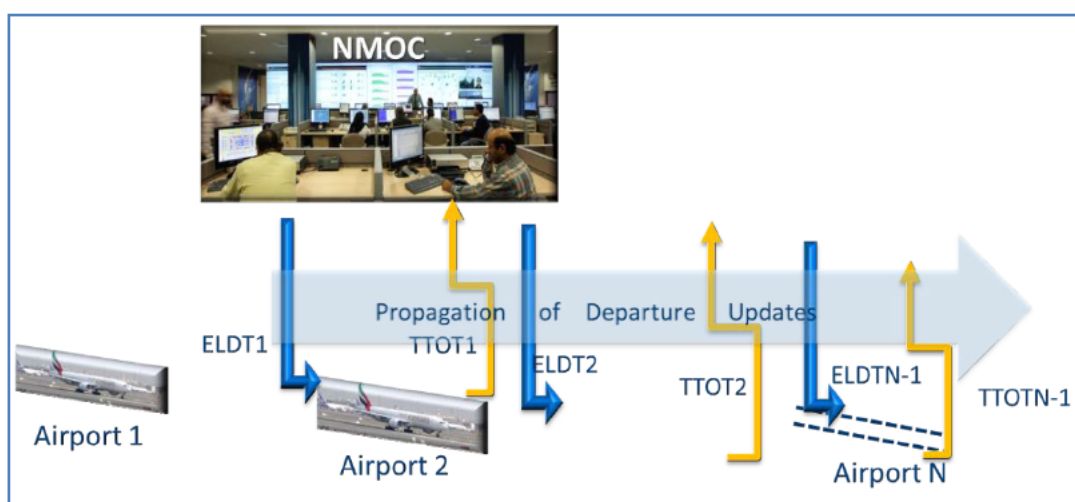 NMOC
Propagation of Departure Updates
ELDT1
TTOT1
ELDT2
TTOT2
ELDTN-1
TTOTN-1
Airport 1
Airport 2
Airport N